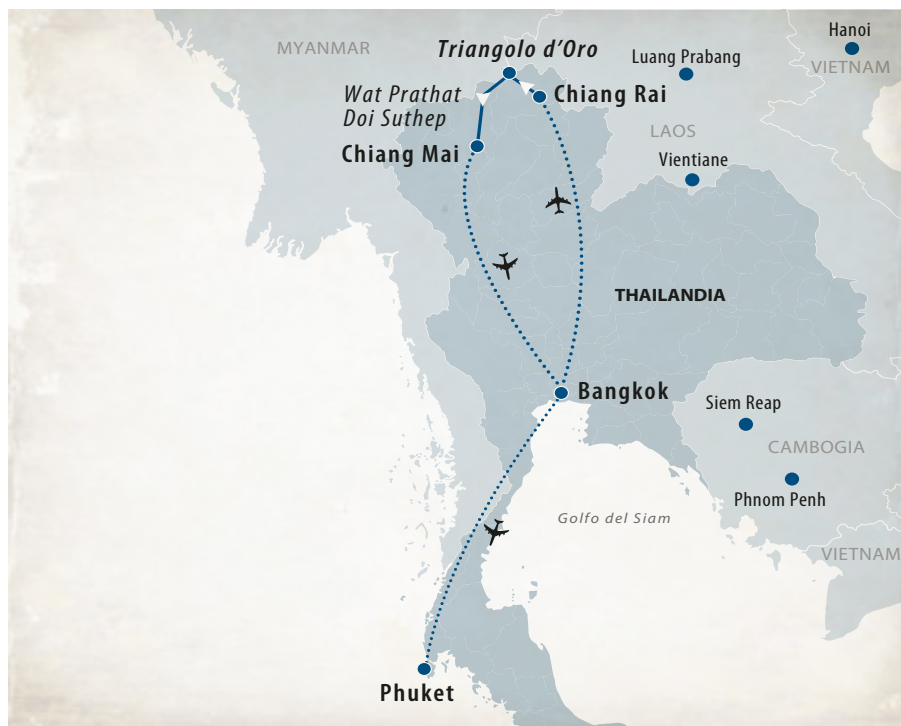 Hanoi
MYANMAR
Triangolo d'Oro
Luang Prabang
VIETNAM
Wat Prathat
Doi Suthep
Chiang Rai
LAOS
Chiang Mai
Vientiane
THAILANDIA
Bangkok
Siem Reap
CAMBOGIA
Phnom Penh
Golfo del Siam
VIETNAM
Phuket